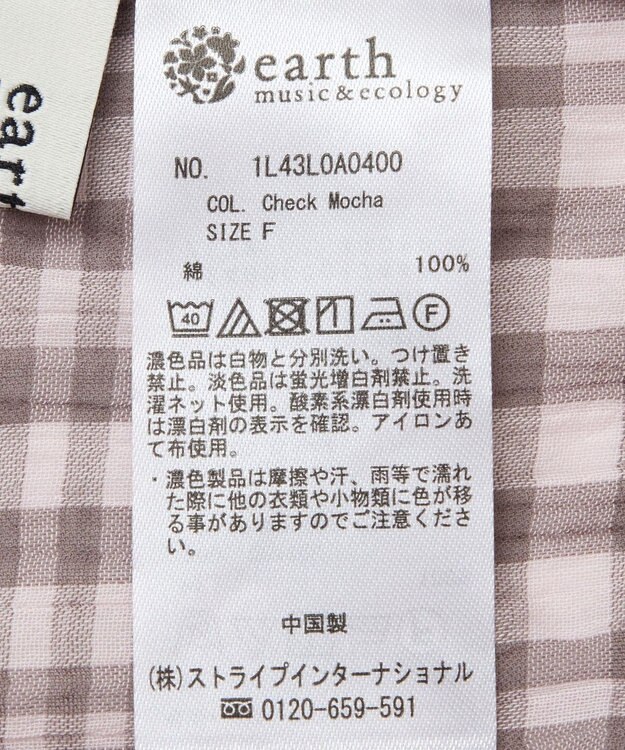 ear
earth
music&ecology
NO. 1L43L0A0400
COL. Check Mocha
SIZE F
綿 100%
40 F
濃色品は白物と分別洗い。つけ置き
禁止。淡色品は蛍光増白剤禁止。洗
濯ネット使用。酸素系漂白剤使用時
は漂白剤の表示を確認。アイロンあ
て布使用。
・濃色製品は摩擦や汗、雨等で濡れ
た際に他の衣類や小物類に色が移
る事がありますのでご注意くださ
い。
中国製
(株)ストライプインターナショナル
0120-659-591